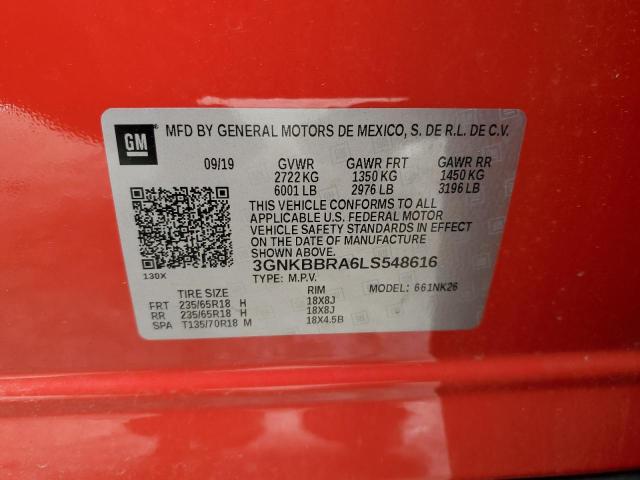 GM
MFD BY GENERAL MOTORS DE MEXICO, S. DE R.L. DE C.V.
09/19 GVWR GAWR FRT GAWR RR
2722 KG 1350 KG 1450 KG
6001 LB 2976 LB 3196 LB
THIS VEHICLE CONFORMS TO ALL
APPLICABLE U.S. FEDERAL MOTOR
VEHICLE SAFETY STANDARDS IN EFFECT
ON THE DATE OF MANUFACTURE
SHOWN ABOVE.
3GNKBBRA6LS548616
130X TYPE: M.P.V.
TIRE SIZE RIM MODEL: 661NK26
FRT 235/65R18 H 18X8J
RR 235/65R18 H 18X8J
SPA T135/70R18 M 18X4.5B